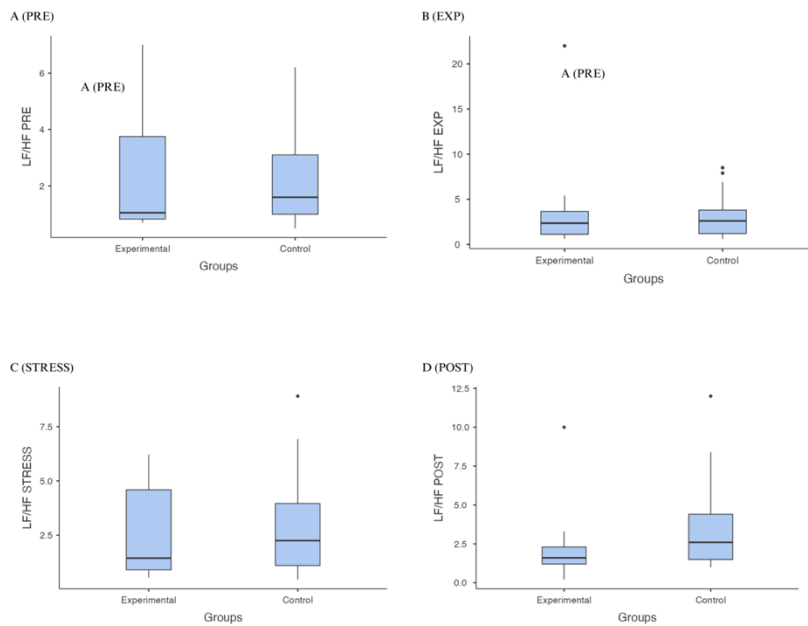 A (PRE)
6
4
2
LF/HF PRE
A (PRE)
Experimental
Control
Groups
B (EXP)
20
15
10
5
0
LF/HF EXP
A (PRE)
Experimental
Control
Groups
C (STRESS)
7.5
5.0
2.5
LF/HF STRESS
Experimental
Control
Groups
D (POST)
12.5
10.0
7.5
5.0
2.5
0.0
LF/HF POST
Experimental
Control
Groups